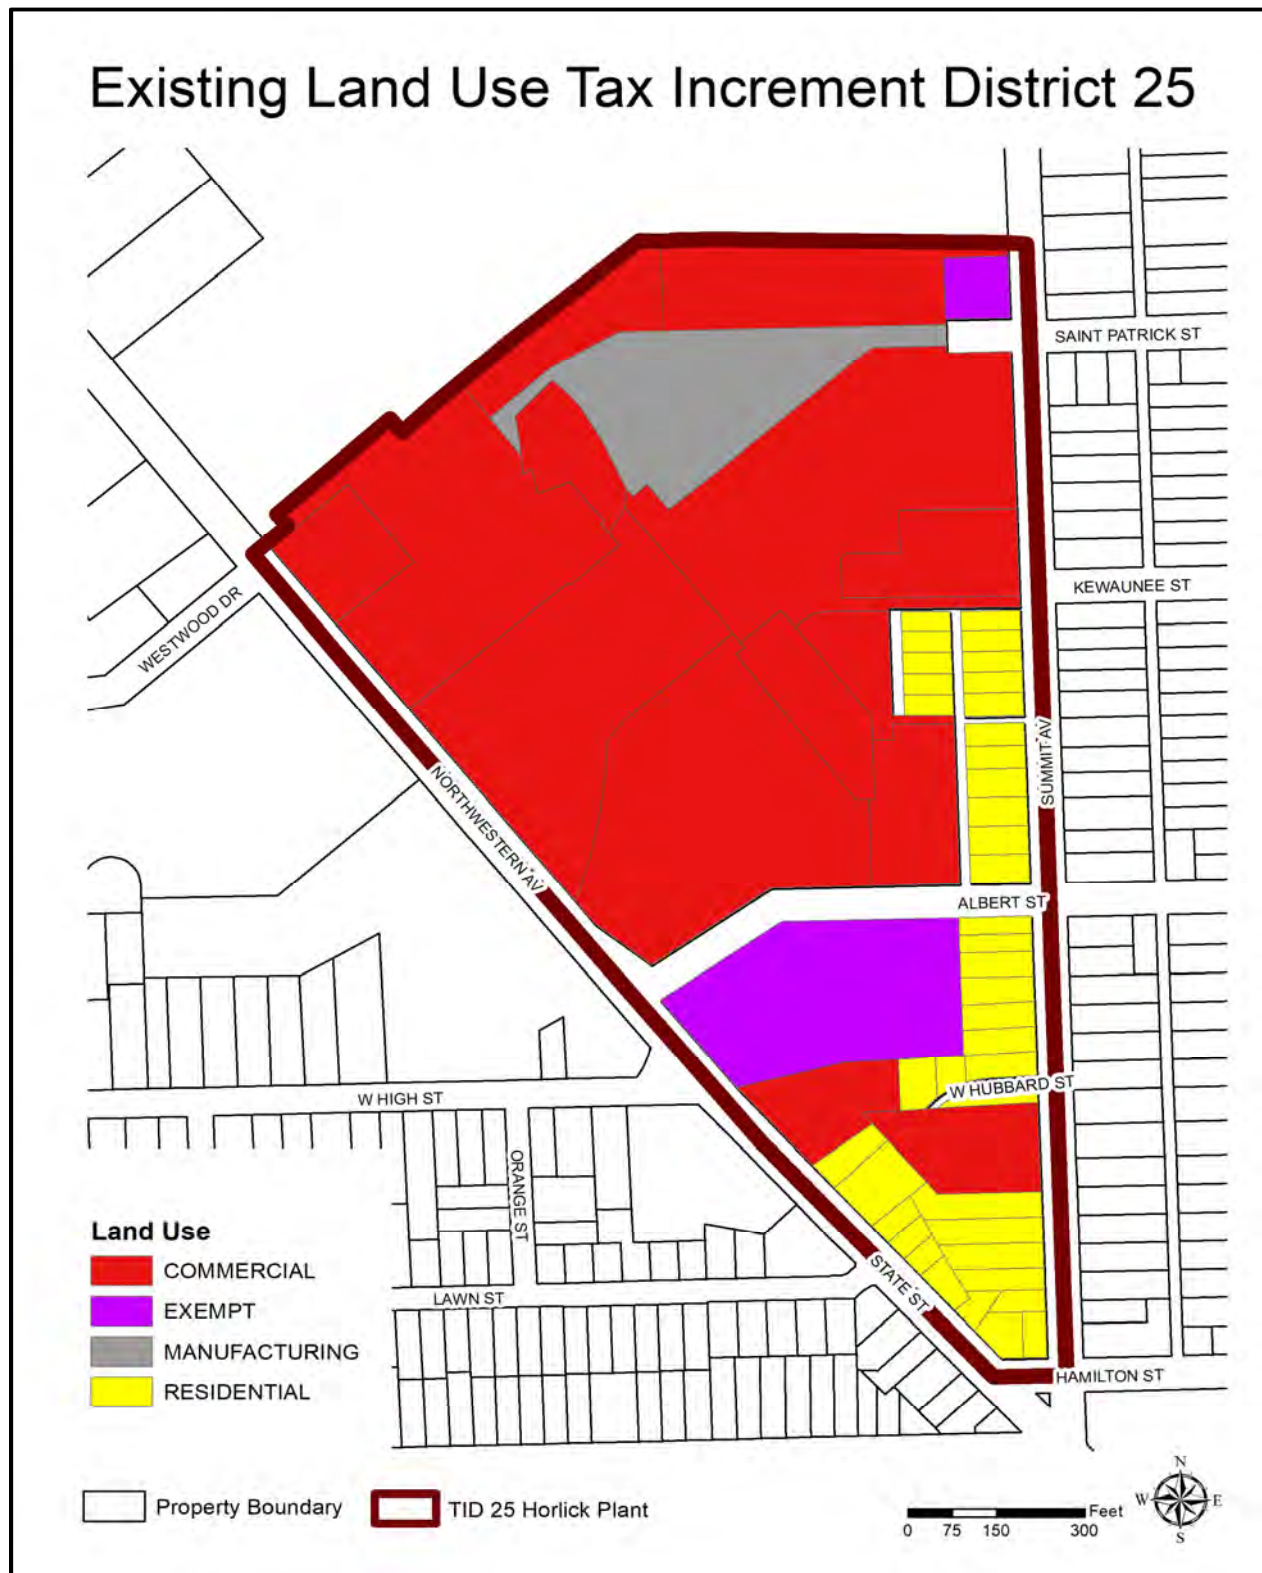 Existing Land Use Tax Increment District 25
SAINT PATRICK ST
KEWAUNEE ST
WESTWOOD DR
SUMMIT AV
NORTHWESTERN AV
ALBERT ST
W HUBBARD ST
W HIGH ST
ORANGE ST
STATE ST
LAWN ST
HAMILTON ST
Land Use
COMMERCIAL
EXEMPT
MANUFACTURING
RESIDENTIAL
Property Boundary
TID 25 Horlick Plant
Feet
0 75 150 300
N
W E
S